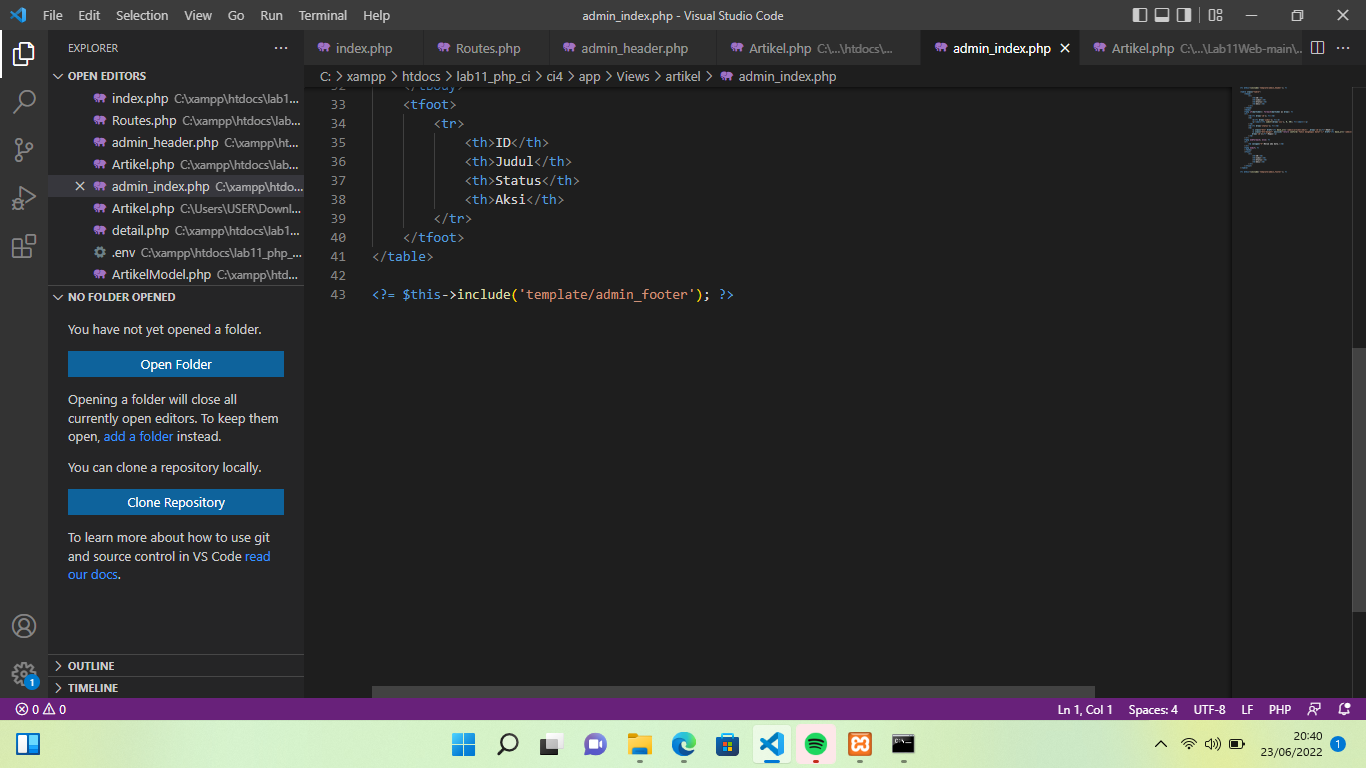 File Edit Selection View Go Run Terminal Help
admin_index.php - Visual Studio Code
EXPLORER
OPEN EDITORS
index.php C:\xampp\htdocs\lab1...
Routes.php C:\xampp\htdocs\lab...
admin_header.php C:\xampp\ht...
Artikel.php C:\xampp\htdocs\lab...
admin_index.php C:\xampp\htdo...
Artikel.php C:\Users\USER\Downl...
detail.php C:\xampp\htdocs\lab1...
.env C:\xampp\htdocs\lab11_php_...
ArtikelModel.php C:\xampp\htd...
NO FOLDER OPENED
You have not yet opened a folder.
Open Folder
Opening a folder will close all
currently open editors. To keep them
open, add a folder instead.
You can clone a repository locally.
Clone Repository
To learn more about how to use git
and source control in VS Code read
our docs.
OUTLINE
TIMELINE
index.php Routes.php admin_header.php Artikel.php C:\...\htdocs\... admin_index.php Artikel.php C:\...\Lab11Web-main\...
C: > xampp > htdocs > lab11_php_ci > ci4 > app > Views > artikel > admin_index.php
32 </tbody>
33 <tfoot>
34 <tr>
35 <th>ID</th>
36 <th>Judul</th>
37 <th>Status</th>
38 <th>Aksi</th>
39 </tr>
40 </tfoot>
41 </table>
42
43 <?= $this->include('template/admin_footer'); ?>
0 0
Ln 1, Col 1 Spaces: 4 UTF-8 LF PHP
1
20:40
23/06/2022
1